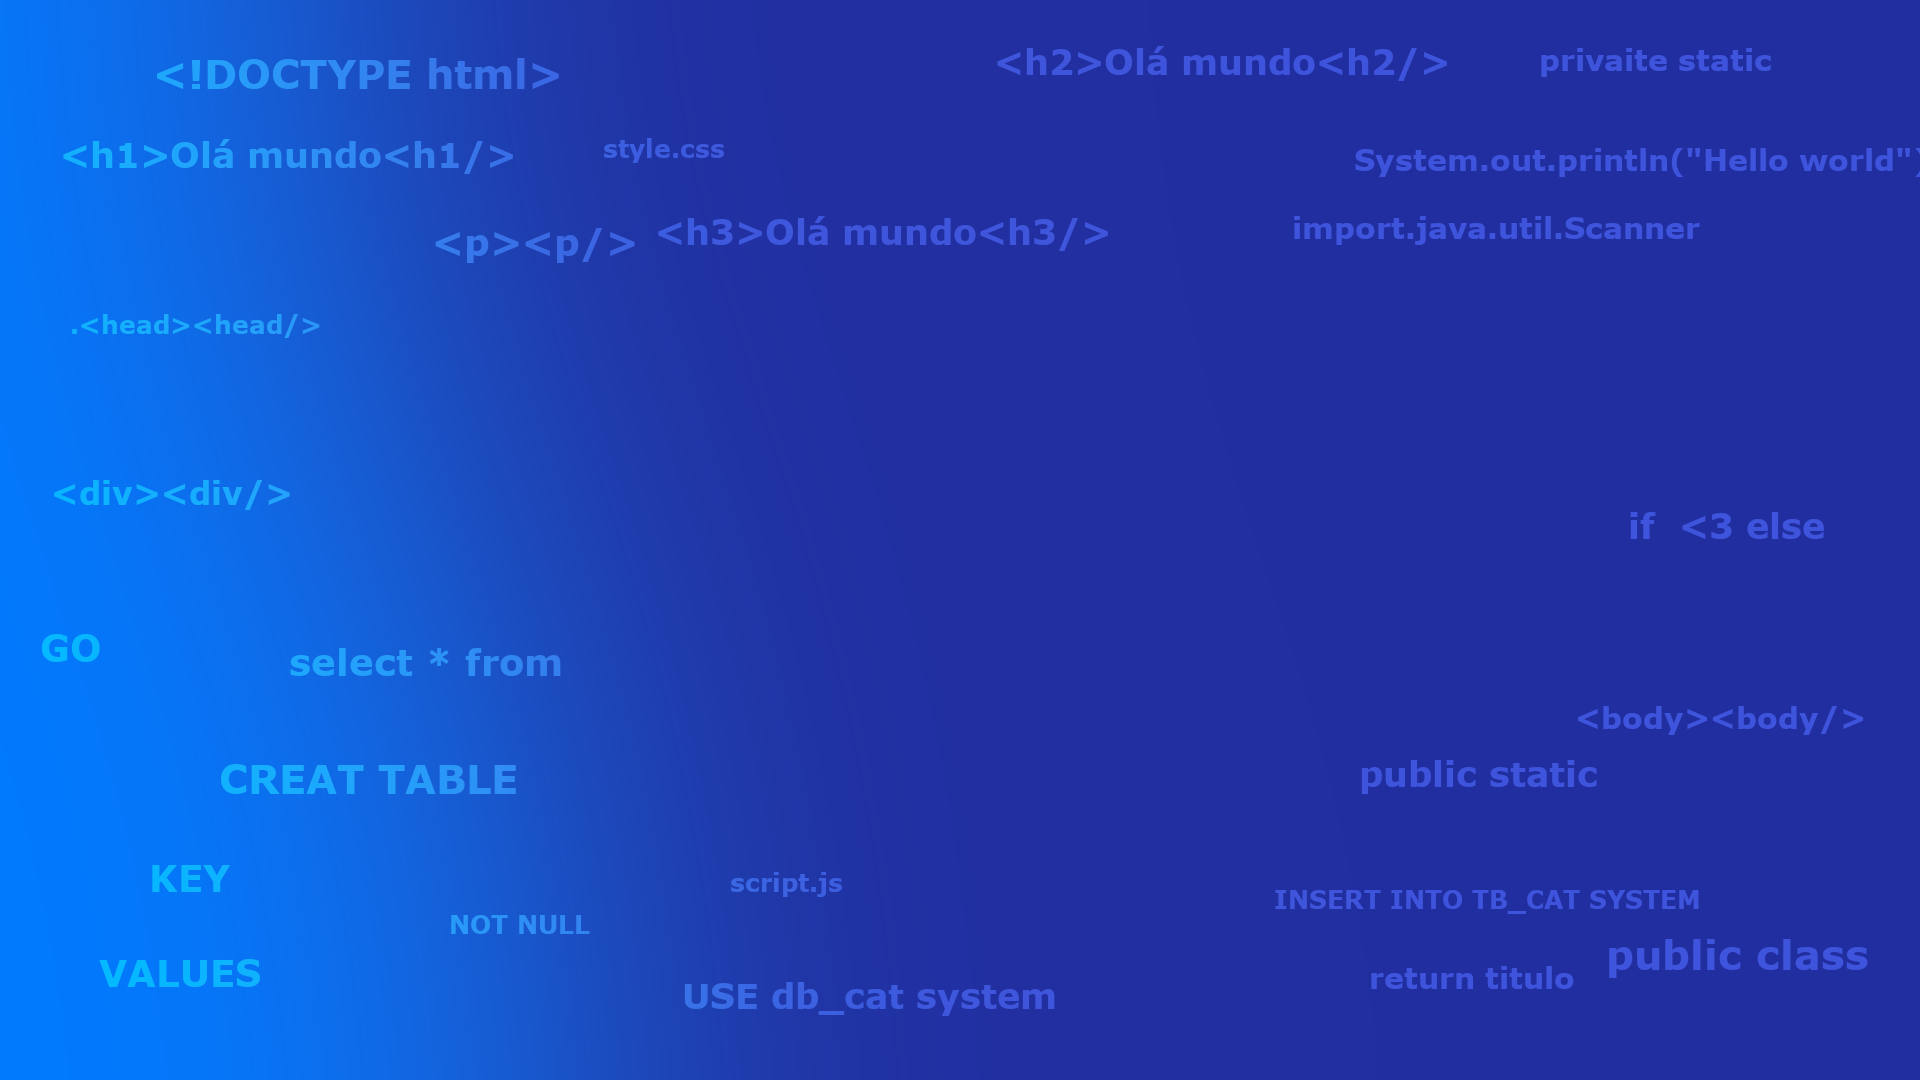 <!DOCTYPE html>
<h2>Olá mundo<h2/>
privaite static
<h1>Olá mundo<h1/>
style.css
System.out.println("Hello world")
<p><p/>
<h3>Olá mundo<h3/>
import.java.util.Scanner
.<head><head/>
<div><div/>
if  <3 else
GO
select * from
<body><body/>
CREAT TABLE
public static
KEY
script.js
INSERT INTO TB_CAT SYSTEM
NOT NULL
public class
VALUES
return titulo
USE db_cat system